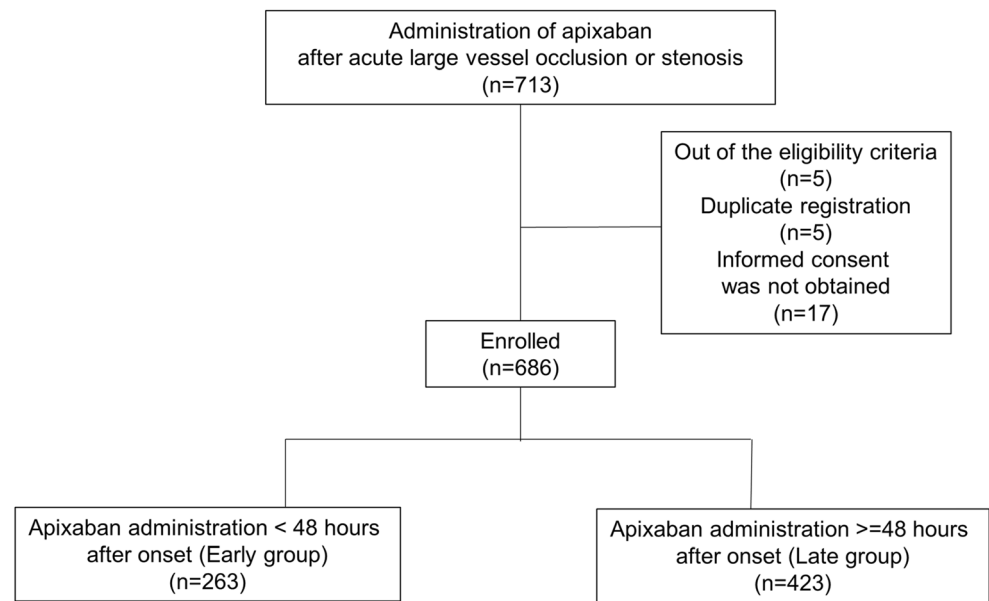 Administration of apixaban
after acute large vessel occlusion or stenosis
(n=713)
Out of the eligibility criteria
(n=5)
Duplicate registration
(n=5)
Informed consent
was not obtained
(n=17)
Enrolled
(n=686)
Apixaban administration < 48 hours
after onset (Early group)
(n=263)
Apixaban administration >=48 hours
after onset (Late group)
(n=423)